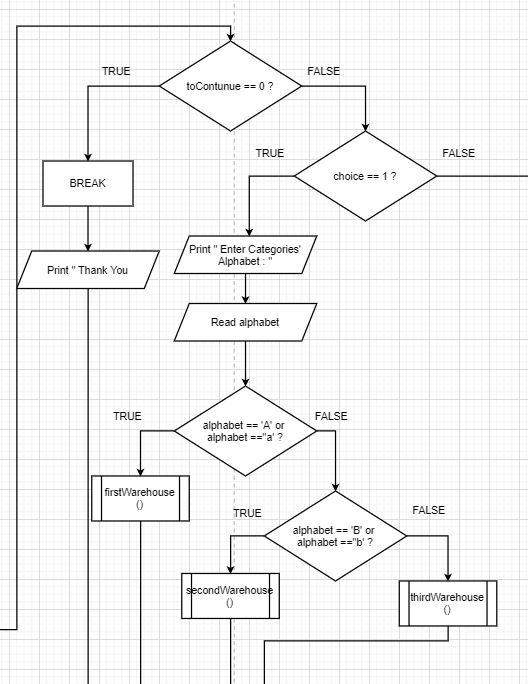 TRUE
FALSE
toContunue == 0 ?
TRUE
FALSE
choice == 1 ?
BREAK
Print " Enter Categories'
Alphabet : "
Print " Thank You
Read alphabet
TRUE
FALSE
alphabet == 'A' or
alphabet =="a' ?
firstWarehouse
()
TRUE
FALSE
alphabet == 'B' or
alphabet =="b' ?
secondWarehouse
()
thirdWarehouse
()